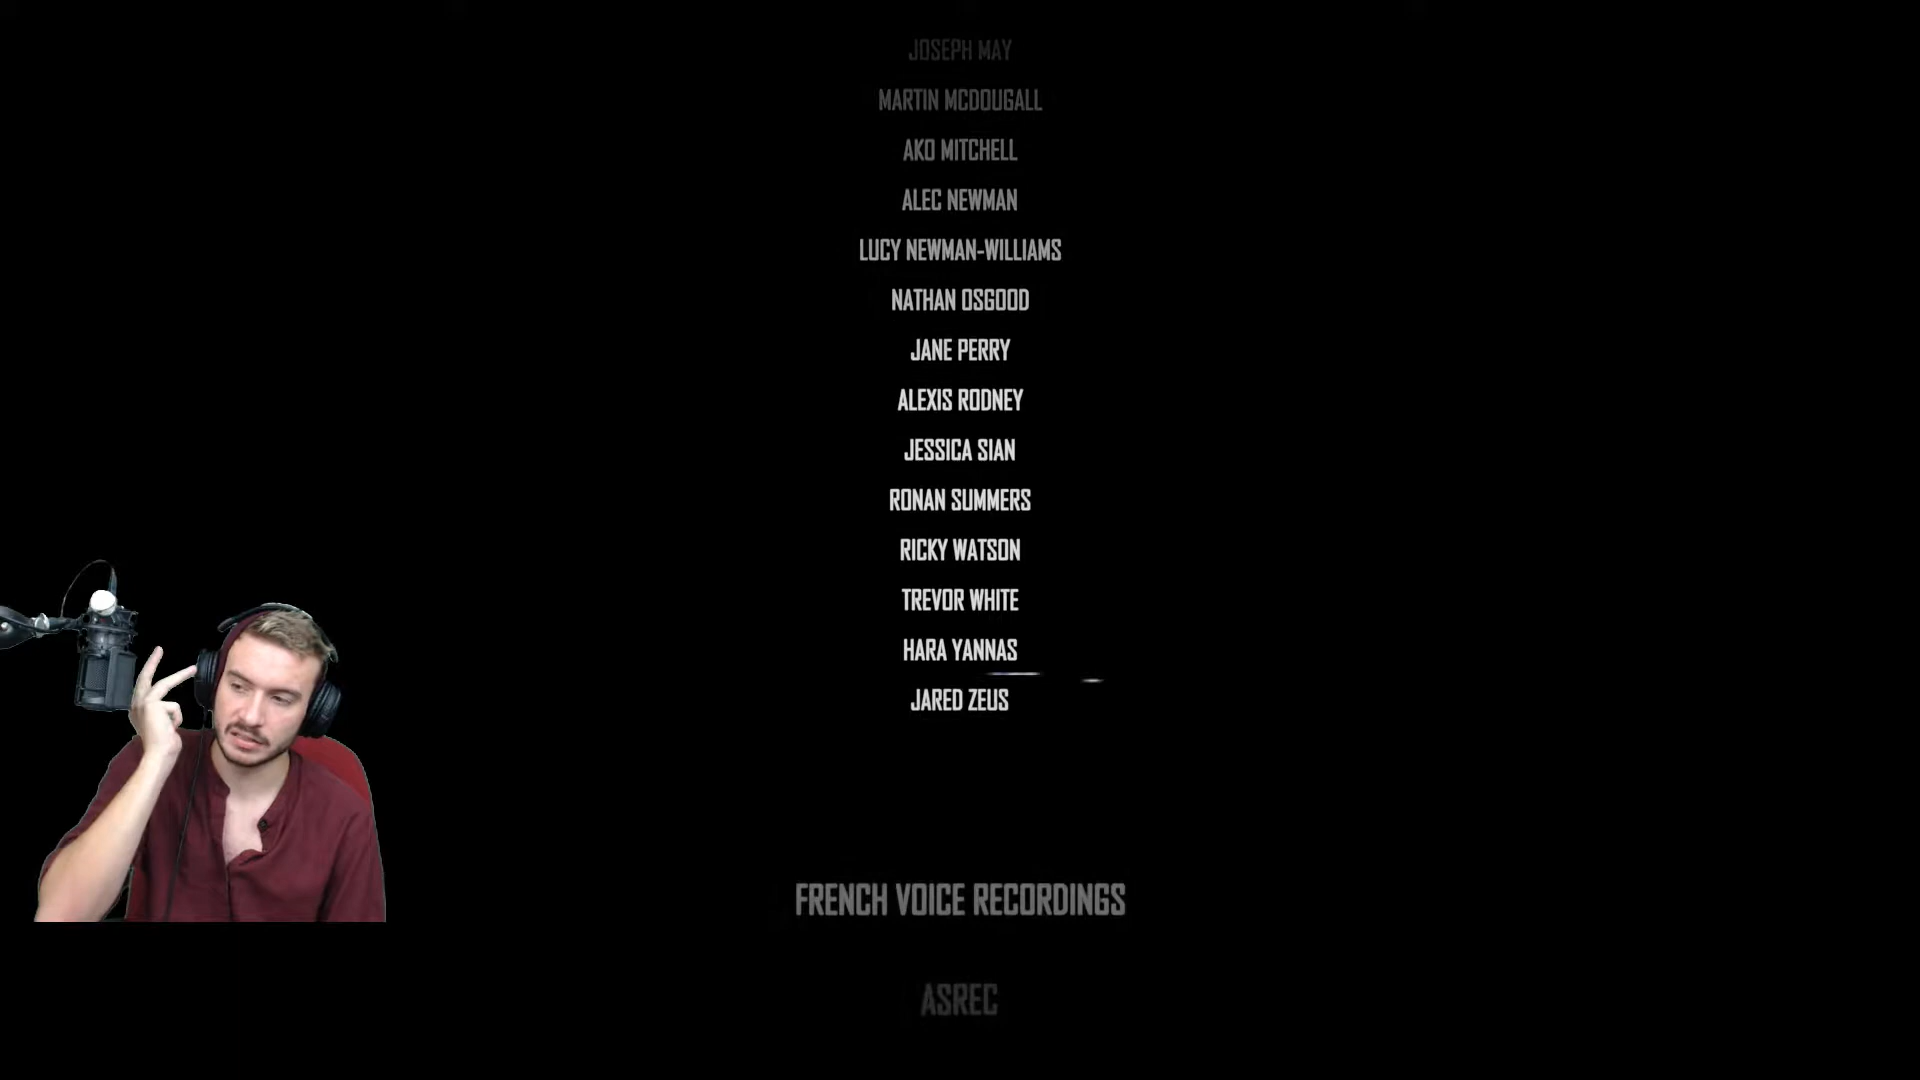 JOSEPH MAY
MARTIN MCDOUGALL
AKO MITCHELL
ALEC NEWMAN
LUCY NEWMAN-WILLIAMS
NATHAN OSGOOD
JANE PERRY
ALEXIS RODNEY
JESSICA SIAN
RONAN SUMMERS
RICKY WATSON
TREVOR WHITE
HARA YANNAS
JARED ZEUS
FRENCH VOICE RECORDINGS
ASREC